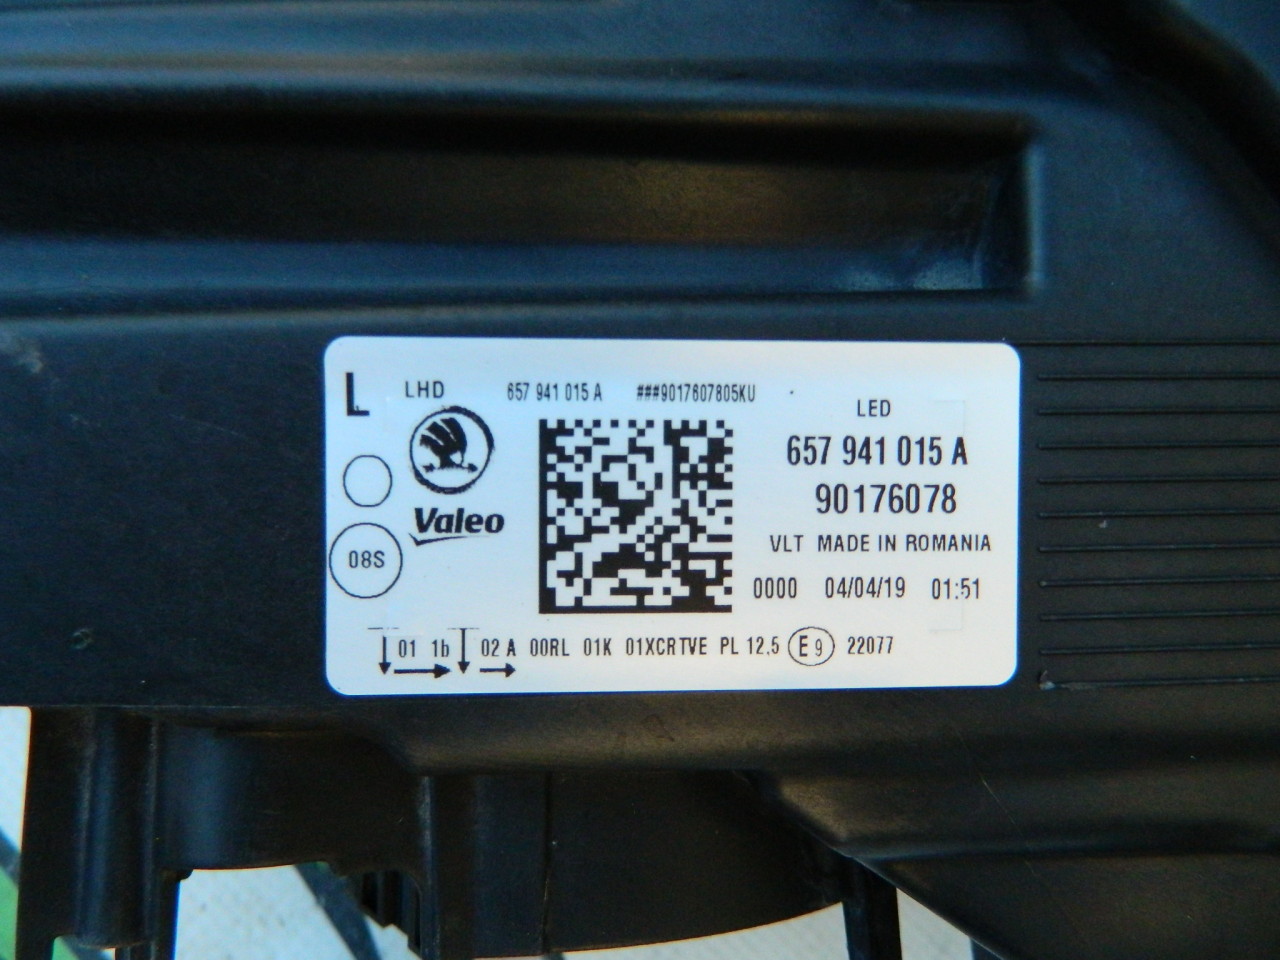 L LHD 657 941 015 A ###9017607805KU
LED
657 941 015 A
90176078
Valeo
08S
VLT MADE IN ROMANIA
0000 04/04/19 01:51
01 1b 02 A 00RL 01K 01XCRTVE PL 12.5 E9 22077